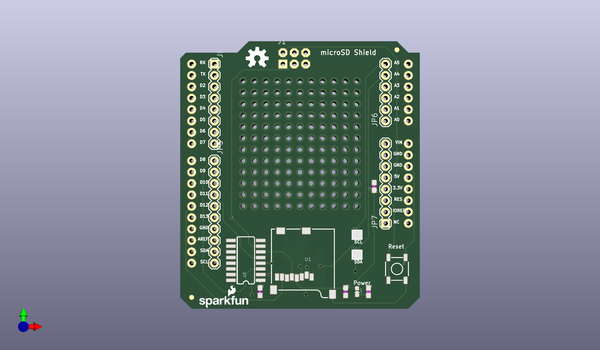 J1
microSD Shield
RX
TX
D2
D3
D4
D5
D6
D7
D8
D9
D10
D11
D12
D13
GND
AREF
SDA
SCL
A5
A4
A3
A2
A1
A0
JP6
VIN
GND
GND
5V
3.3V
RES
IOREF
NC
JP7
SCL
SDA
U1
Reset
Power
sparkfun